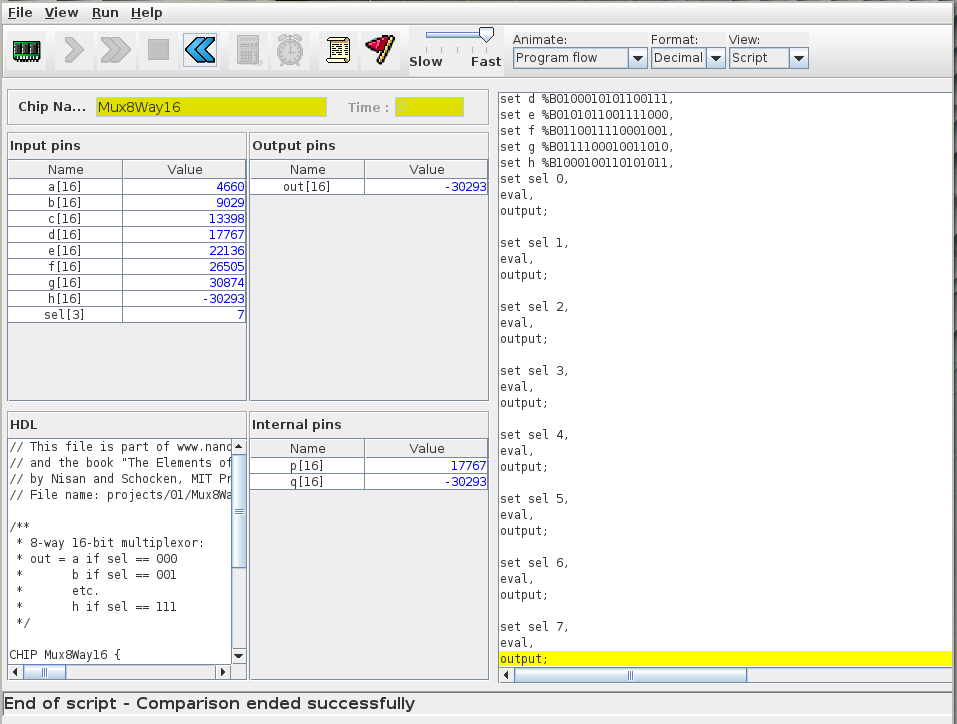 File View Run Help
Slow Fast
Animate:
Program flow
Format:
Decimal
View:
Script
Chip Na... Mux8Way16 Time : 0
Input pins
Name Value
a[16] 4660
b[16] 9029
c[16] 13398
d[16] 17767
e[16] 22136
f[16] 26505
g[16] 30874
h[16] -30293
sel[3] 7
Output pins
Name Value
out[16] -30293
HDL
// This file is part of www.nand
// and the book "The Elements of
// by Nisan and Schocken, MIT Pr
// File name: projects/01/Mux8Wa
/**
* 8-way 16-bit multiplexor:
* out = a if sel == 000
* b if sel == 001
* etc.
* h if sel == 111
*/
CHIP Mux8Way16 {
Internal pins
Name Value
p[16] 17767
q[16] -30293
set d %B0100010101100111,
set e %B0101011001111000,
set f %B0110011110001001,
set g %B0111100010011010,
set h %B1000100110101011,
set sel 0,
eval,
output;
set sel 1,
eval,
output;
set sel 2,
eval,
output;
set sel 3,
eval,
output;
set sel 4,
eval,
output;
set sel 5,
eval,
output;
set sel 6,
eval,
output;
set sel 7,
eval,
output;
End of script - Comparison ended successfully